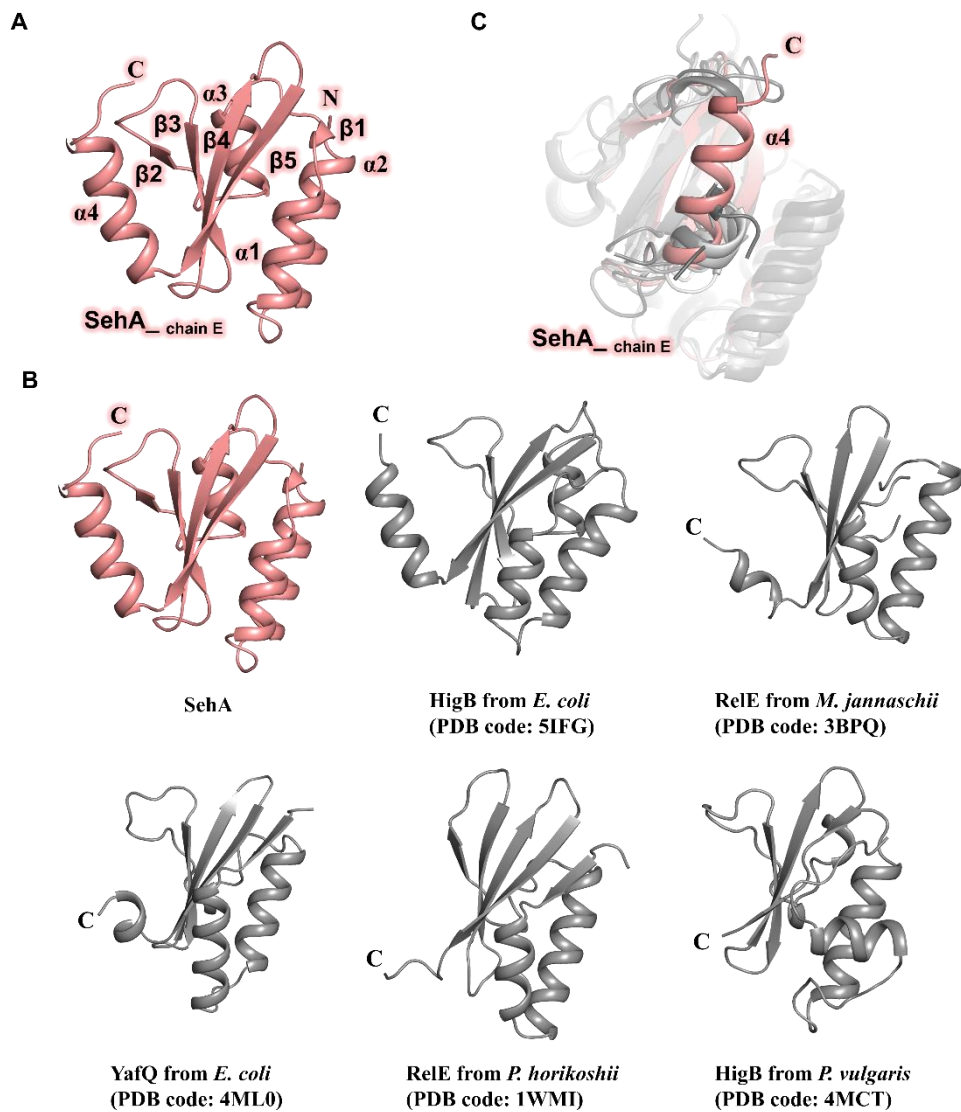 A
C
α3
N
β3
β4
β1
β2
β5
α2
α4
α1
SehA_ chain E
C
C
α4
SehA_ chain E
B
C
C
C
SehA
HigB from E. coli
(PDB code: 5IFG)
RelE from M. jannaschii
(PDB code: 3BPQ)
C
C
C
YafQ from E. coli
(PDB code: 4ML0)
RelE from P. horikoshii
(PDB code: 1WMI)
HigB from P. vulgaris
(PDB code: 4MCT)